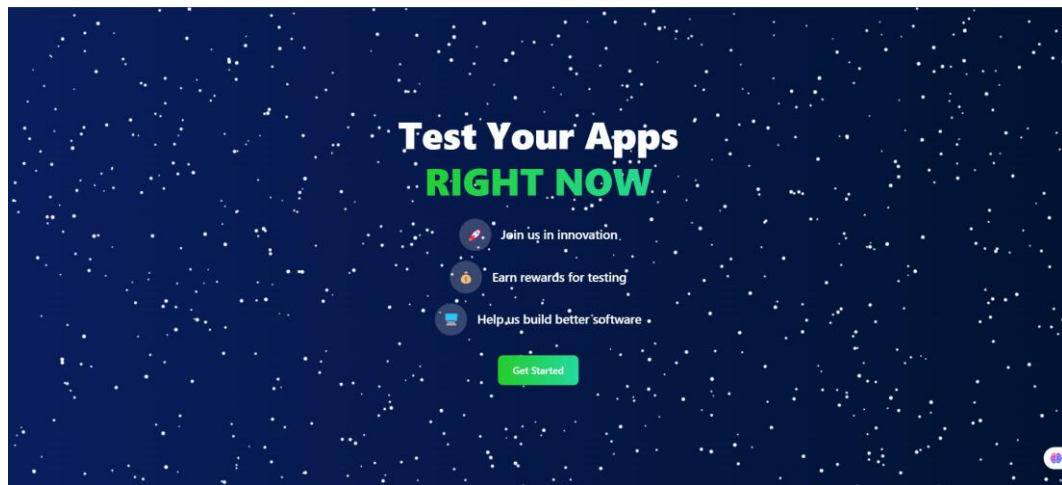 Test Your Apps
RIGHT NOW
Join us in innovation
Earn rewards for testing
Help us build better software
Get Started